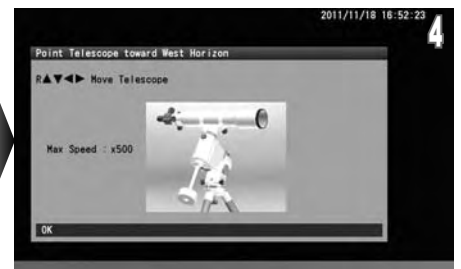 2011/11/18 16:52:23
4
Point Telescope toward West Horizon
R▲▼◀▶ Move Telescope
Max Speed : x500
OK